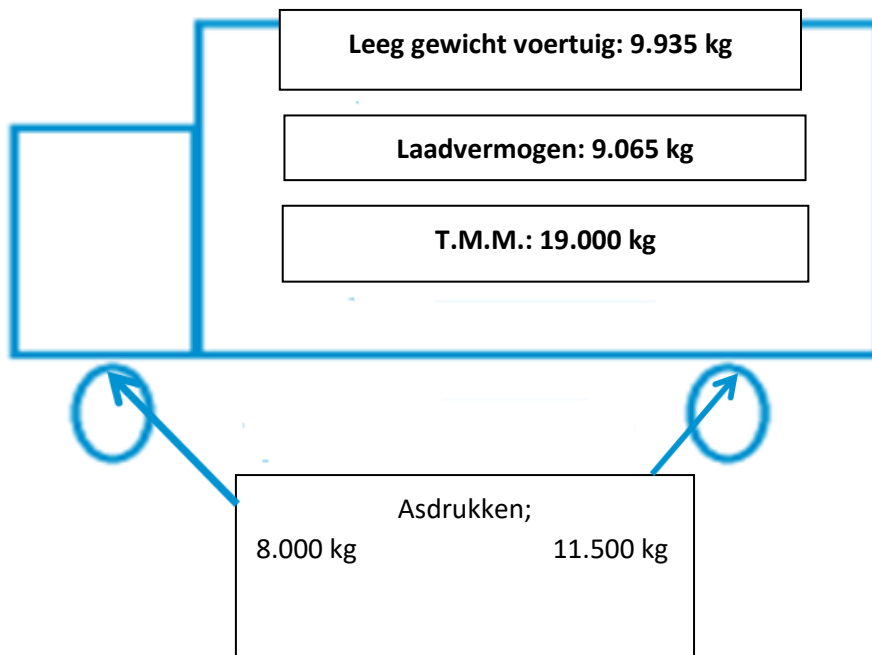 Leeg gewicht voertuig: 9.935 kg
Laadvermogen: 9.065 kg
T.M.M.: 19.000 kg
Asdrukken;
8.000 kg 11.500 kg